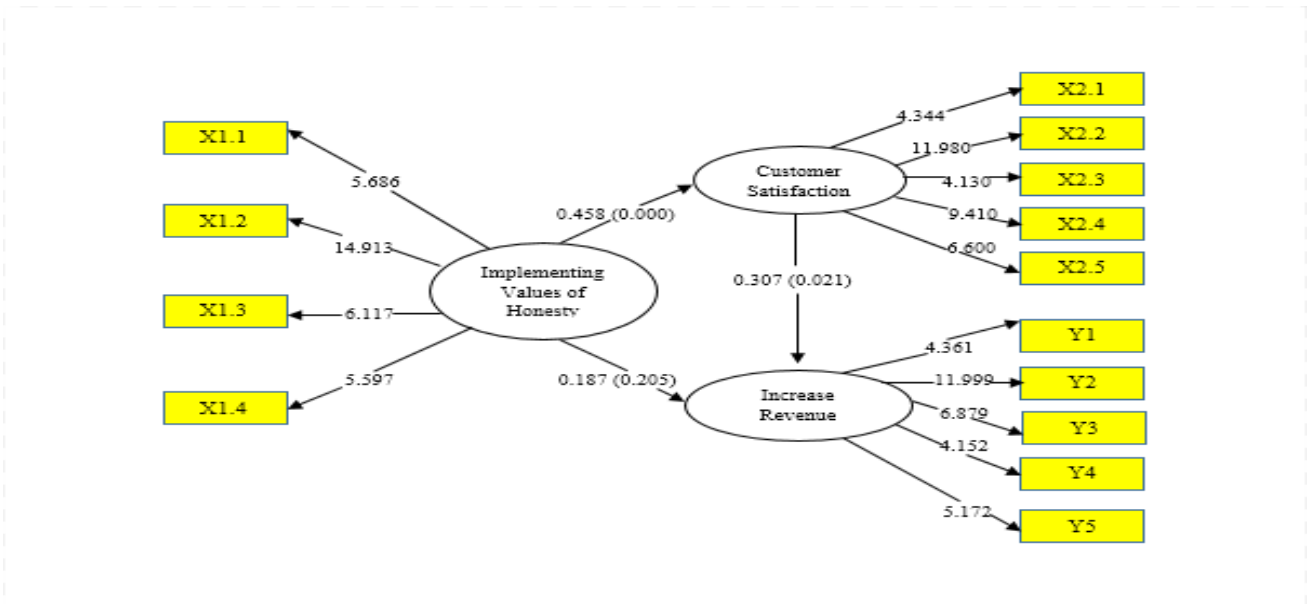 X1.1
X1.2
X1.3
X1.4
5.686
14.913
6.117
5.597
Implementing
Values of
Honesty
0.458 (0.000)
0.187 (0.205)
Customer
Satisfaction
0.307 (0.021)
Increase
Revenue
4.344
11.980
4.130
9.410
6.600
X2.1
X2.2
X2.3
X2.4
X2.5
4.361
11.999
6.879
4.152
5.172
Y1
Y2
Y3
Y4
Y5